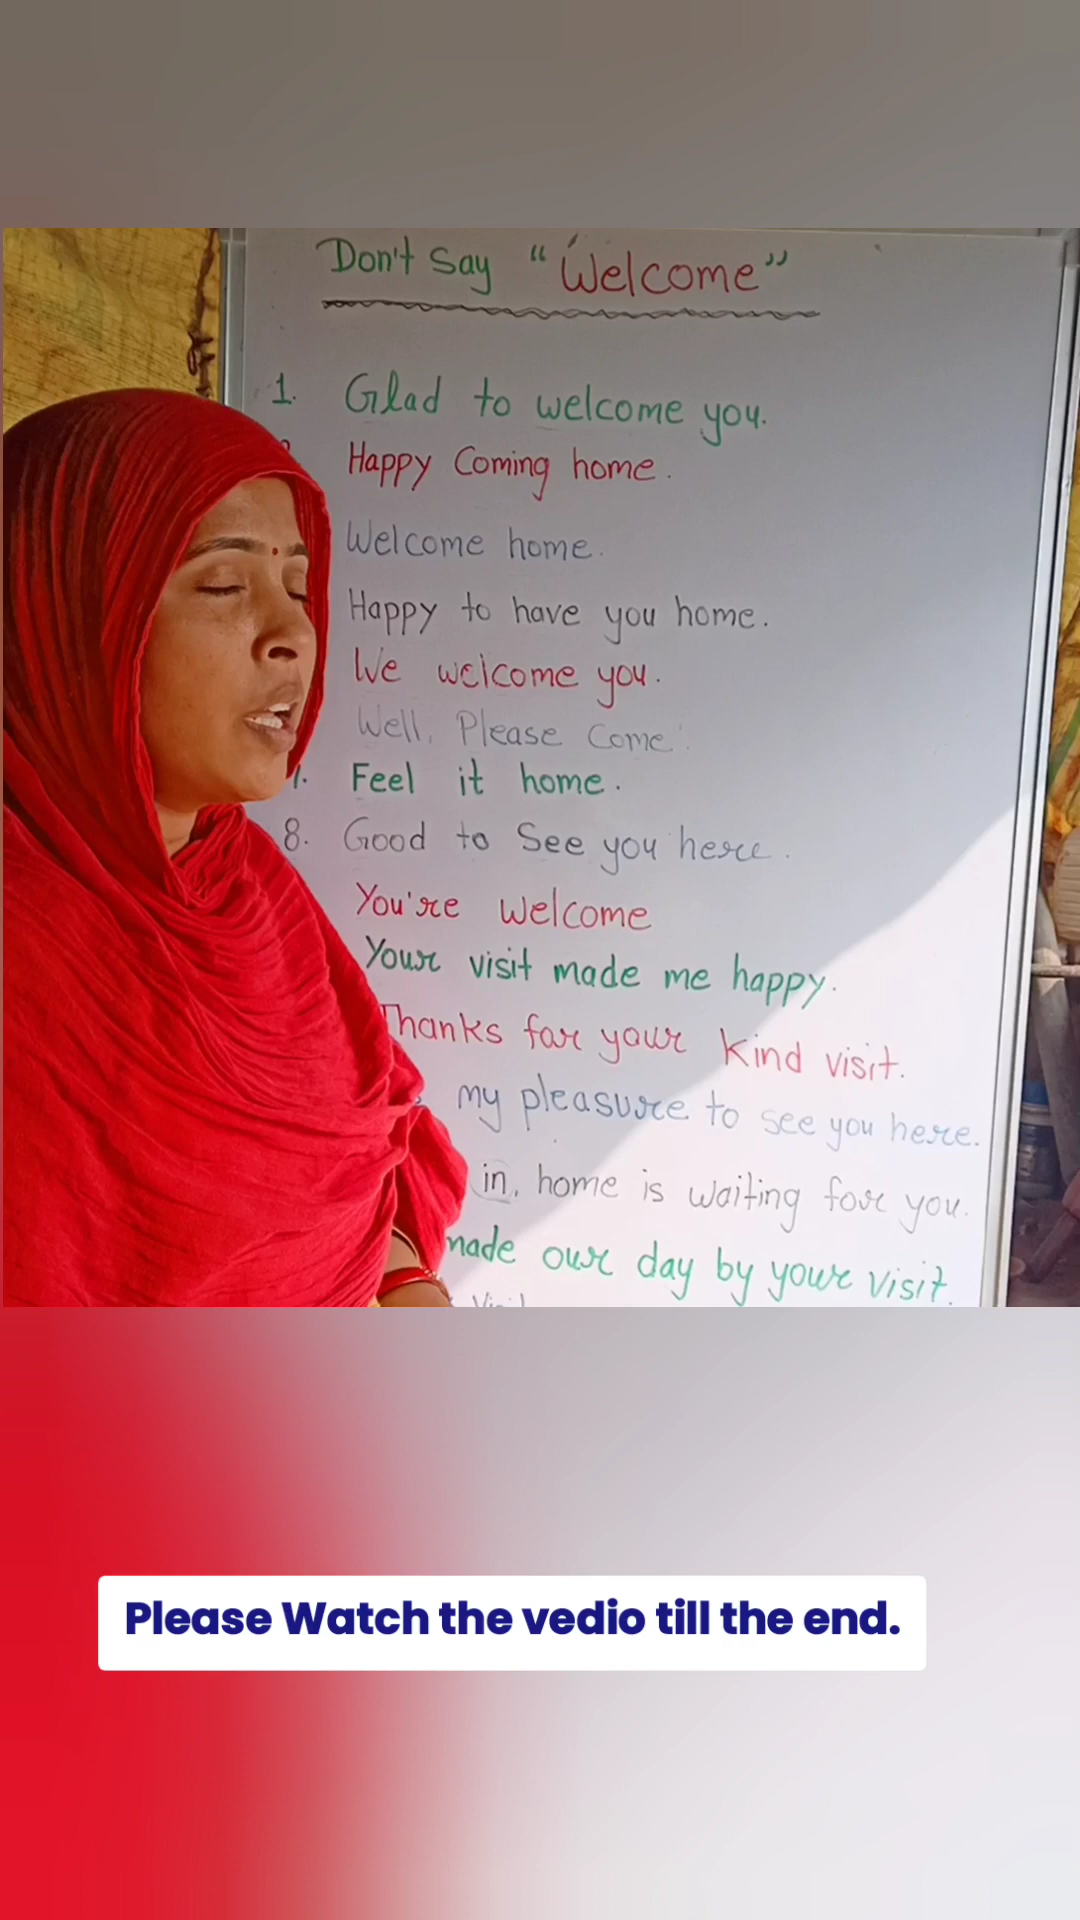 Don't Say "Welcome"
1. Glad to welcome you.
Happy Coming home.
Welcome home.
Happy to have you home.
We welcome you.
Well, Please Come.
7. Feel it home.
8. Good to See you here.
You're welcome
Your visit made me happy.
Thanks for your kind visit.
my pleasure to see you here.
in, home is waiting for you.
made our day by your visit.
Please Watch the vedio till the end.